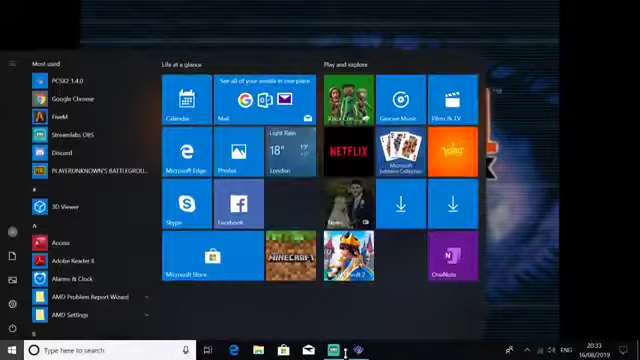 Most used
PCSX2 1.4.0
Google Chrome
FiveM
Streamlabs OBS
Discord
PLAYERUNKNOWN'S BATTLEGROU...
#
3D Viewer
A
Access
Adobe Reader 8
Alarms & Clock
AMD Problem Report Wizard
AMD Settings
Life at a glance
Calendar
See all of your emails in one place
Mail
Microsoft Edge
Photos
Light Rain
18°
London
Skype
Facebook
Microsoft Store
MINECRAFT
Play and explore
Xbox Con...
Groove Music
Films & TV
NETFLIX
Microsoft
Solitaire Collection
News
OneNote
Type here to search
ENG
20:33
16/08/2019